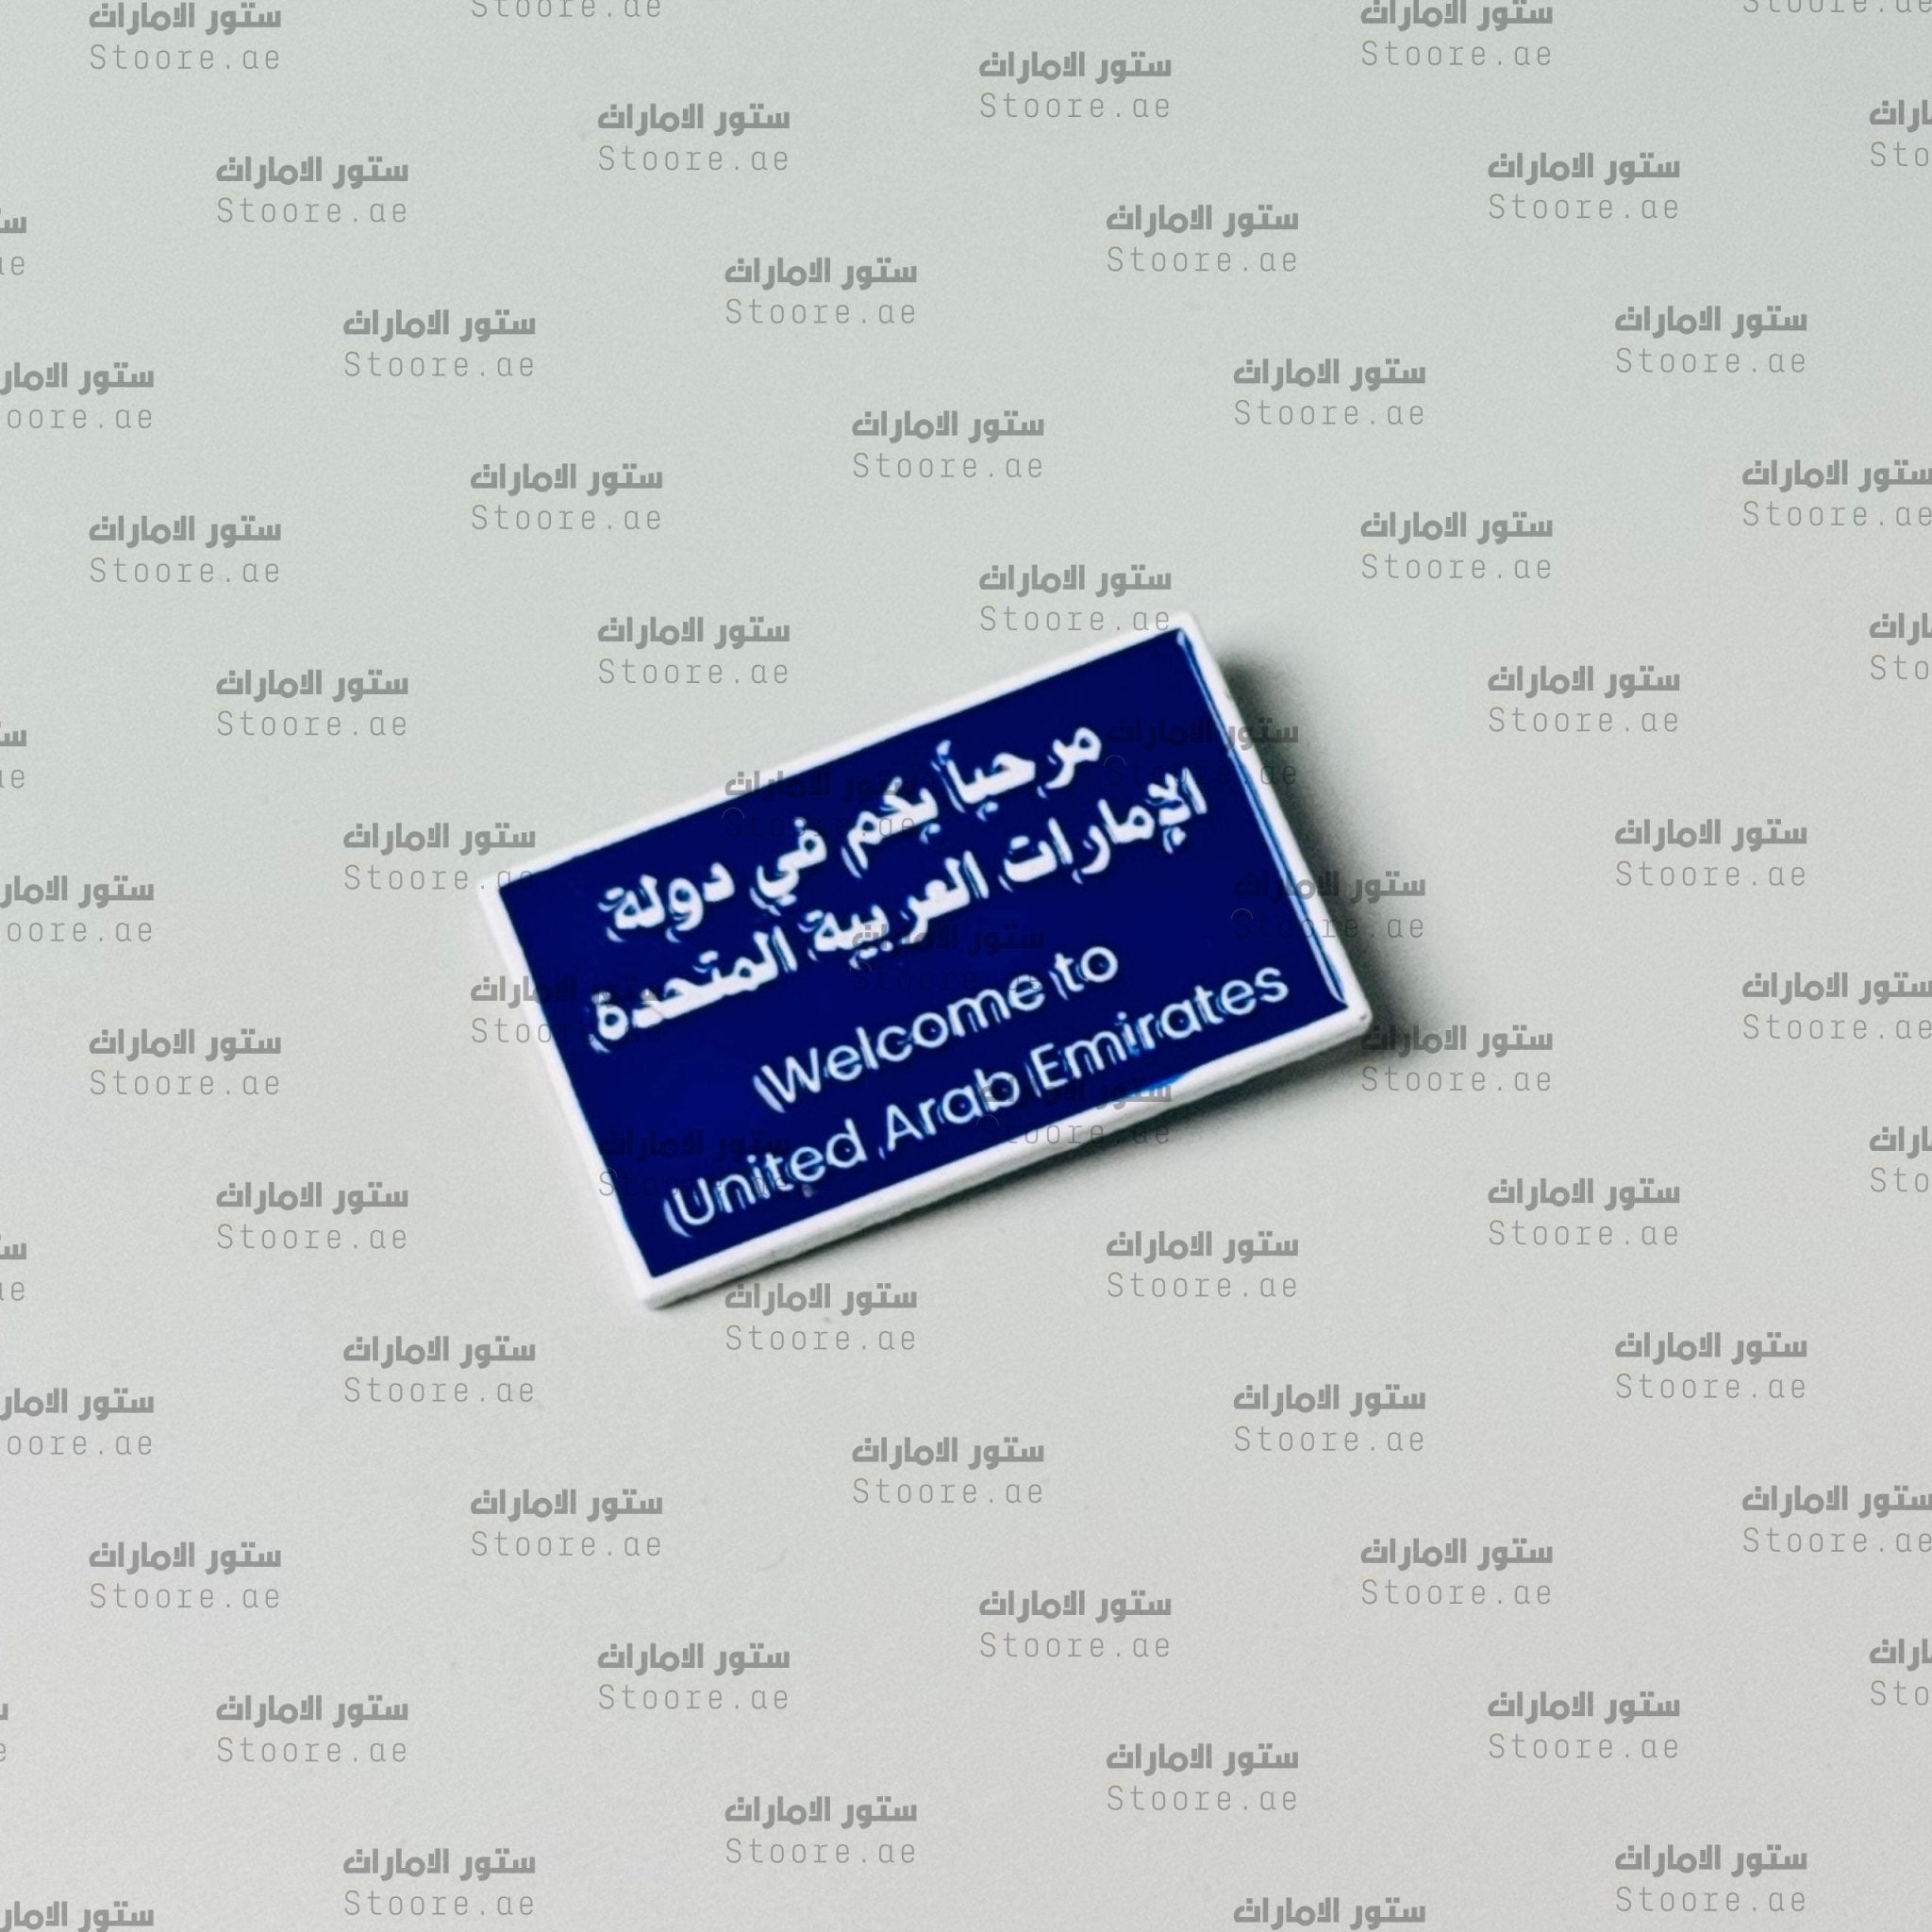 مرحباً بكم في دولة
الإمارات العربية المتحدة
Welcome to
United Arab Emirates
ستور الامارات
Stoore.ae